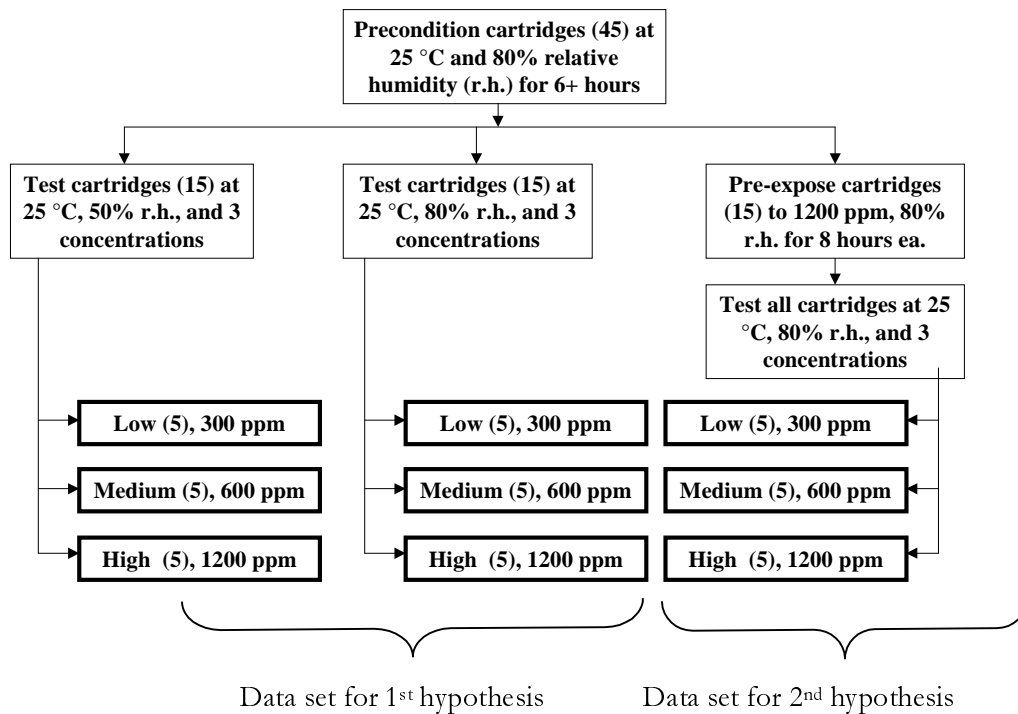 Precondition cartridges (45) at
25 °C and 80% relative
humidity (r.h.) for 6+ hours
Test cartridges (15) at
25 °C, 50% r.h., and 3
concentrations
Test cartridges (15) at
25 °C, 80% r.h., and 3
concentrations
Pre-expose cartridges
(15) to 1200 ppm, 80%
r.h. for 8 hours ea.
Test all cartridges at 25
°C, 80% r.h., and 3
concentrations
Low (5), 300 ppm
Low (5), 300 ppm
Low (5), 300 ppm
Medium (5), 600 ppm
Medium (5), 600 ppm
Medium (5), 600 ppm
High (5), 1200 ppm
High (5), 1200 ppm
High (5), 1200 ppm
Data set for 1st hypothesis
Data set for 2nd hypothesis